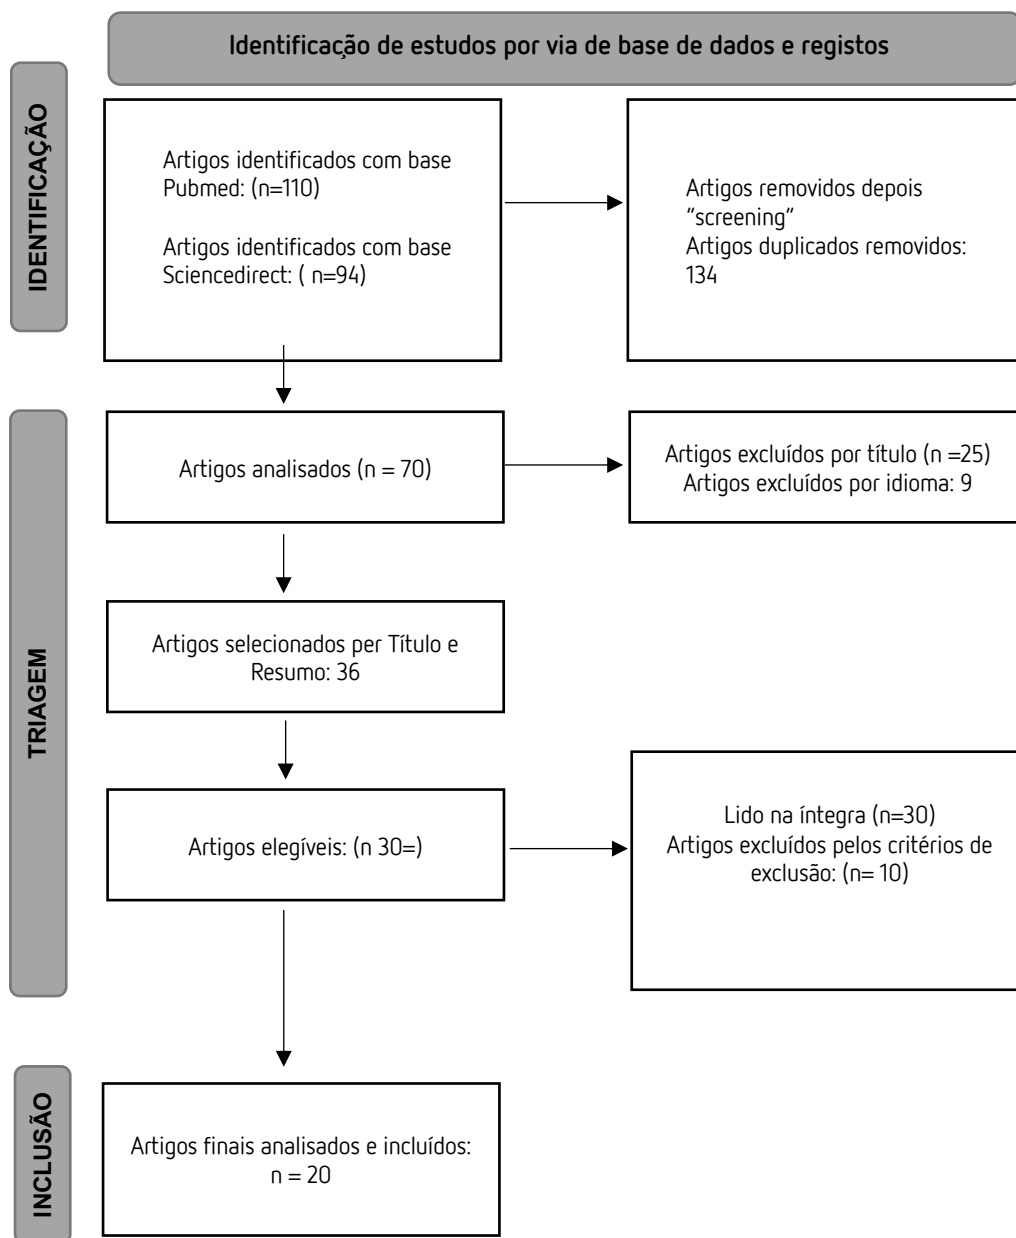 Identificação de estudos por via de base de dados e registos
IDENTIFICAÇÃO
Artigos identificados com base
Pubmed: (n=110)
Artigos identificados com base
Sciencedirect: ( n=94)
Artigos removidos depois
“screening”
Artigos duplicados removidos:
134
TRIAGEM
Artigos analisados (n = 70)
Artigos excluídos por título (n =25)
Artigos excluídos por idioma: 9
Artigos selecionados per Título e
Resumo: 36
Artigos elegíveis: (n 30=)
Lido na íntegra (n=30)
Artigos excluídos pelos critérios de
exclusão: (n= 10)
INCLUSÃO
Artigos finais analisados e incluídos:
n = 20